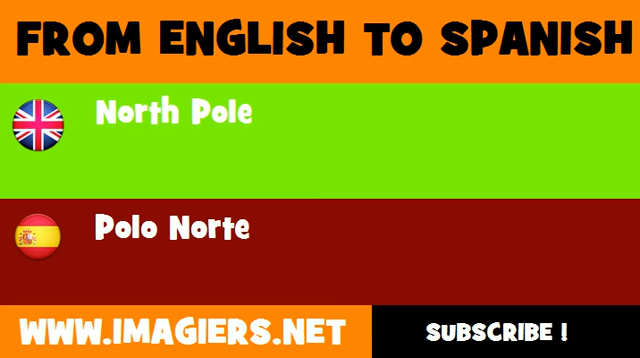 FROM ENGLISH TO SPANISH
North Pole
Polo Norte
WWW.IMAGIERS.NET
SUBSCRIBE !